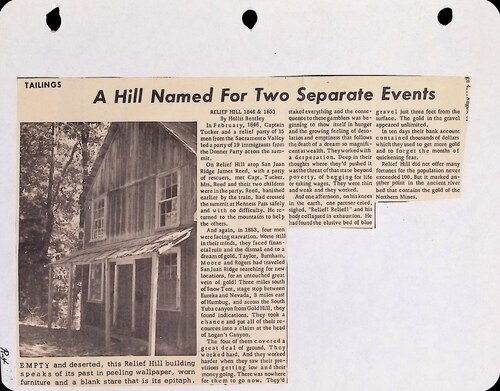 TAILINGS
A Hill Named For Two Separate Events
RELIEF HILL 1846 & 1853
By Hollis Bentley
In February, 1846, Captain
Tucker and a relief party of 15
men from the Sacramento Valley
led a party of 19 immigrants from
the Donner Party across the sum-
mit.
On Relief Hill atop San Juan
Ridge James Reed, with a party
of rescuers, met Capt. Tucker.
Mrs. Reed and their two children
were in the party. Reed, banished
earlier by the train, had crossed
the summit at Henness Pass safely
and with no difficulty. He re-
turned to the mountains to help
the others.
And again, in 1853, four men
were facing starvation. Worse still
in their minds, they faced finan-
cial ruin and the dismal end to a
dream of gold. Taylor, Burnham,
Moore and Rogers had traveled
San Juan Ridge searching for new
locations, for an untouched great
vein of gold! Three miles south
of Snow Tent, stage stop between
Eureka and Nevada, 5 miles east
of Humbug, and across the South
Yuba canyon from Gold Hill, they
found indications. They took a
chance and put all of their re-
sources into a claim at the head
of Logan's Canyon.
The four of them covered a
great deal of ground. They
worked hard. And they worked
harder when they saw their pro-
visions getting low and their
money going. There was nowhere
for them to go now. They'd
staked everything and the conse-
quence to these gamblers was be-
ginning to show itself in hunger
and the growing feeling of deso-
lation and emptiness that follows
the death of a dream so magnifi-
cent as wealth. They worked with
a desperation. Deep in their
thoughts where they'd pushed it
was the threat of that state beyond
poverty, of begging for life
or taking wages. They were thin
and weak and they worked.
And one afternoon, on his knees
in the earth, one partner cried,
sighed, "Relief! Relief!" and his
body collapsed in exhaustion. He
had found the elusive bed of blue
gravel just three feet from the
surface. The gold in the gravel
appeared unlimited.
In ten days their bank account
contained thousands of dollars
which they used to get more gold
and to forget the months of
quickening fear.
Relief Hill did not offer many
fortunes for the population never
exceeded 100. But it marked an-
other point in the ancient river
bed that contains the gold of the
Northern Mines.
EMPTY and deserted, this Relief Hill building
speaks of its past in peeling wallpaper, worn
furniture and a blank stare that is its epitaph.